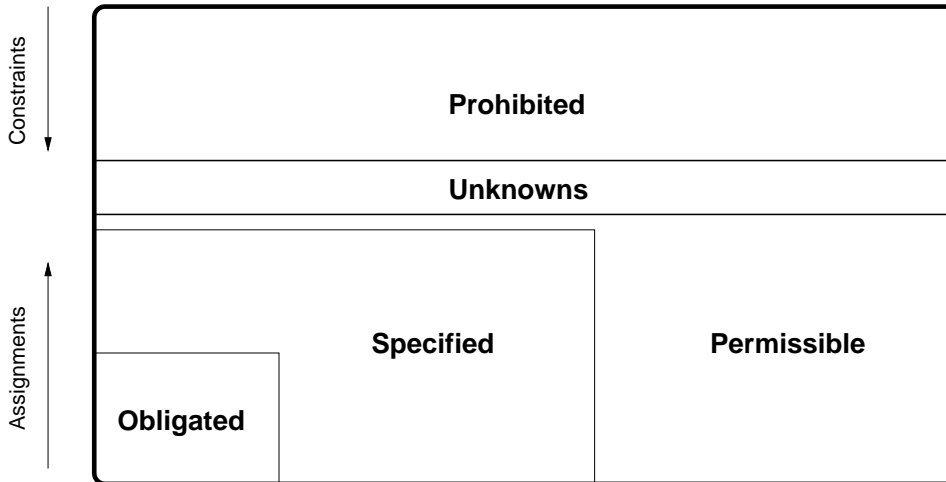 Constraints
Prohibited
Unknowns
Assignments
Specified
Permissible
Obligated